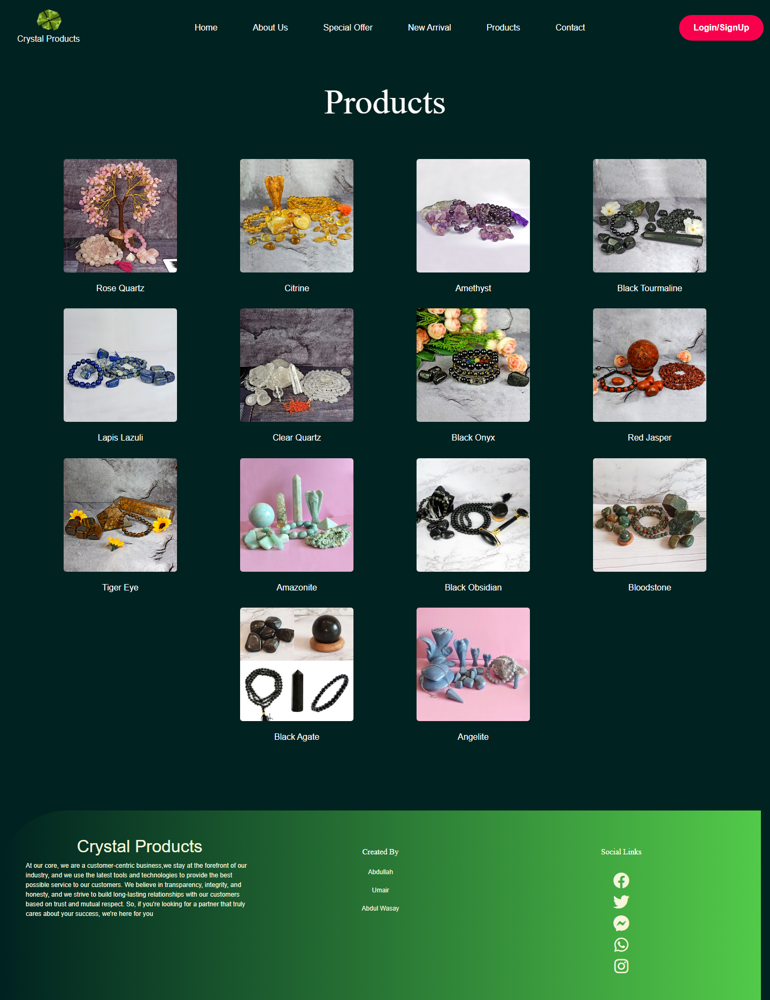 Crystal Products
Home
About Us
Special Offer
New Arrival
Products
Contact
Login/SignUp
Products
Rose Quartz
Citrine
Amethyst
Black Tourmaline
Lapis Lazuli
Clear Quartz
Black Onyx
Red Jasper
Tiger Eye
Amazonite
Black Obsidian
Bloodstone
Black Agate
Angelite
Crystal Products
At our core, we are a customer-centric business,we stay at the forefront of our
industry, and we use the latest tools and technologies to provide the best
possible service to our customers. We believe in transparency, integrity, and
honesty, and we strive to build long-lasting relationships with our customers
based on trust and mutual respect. So, if you're looking for a partner that truly
cares about your success, we're here for you
Created By
Abdullah
Umair
Abdul Wasay
Social Links